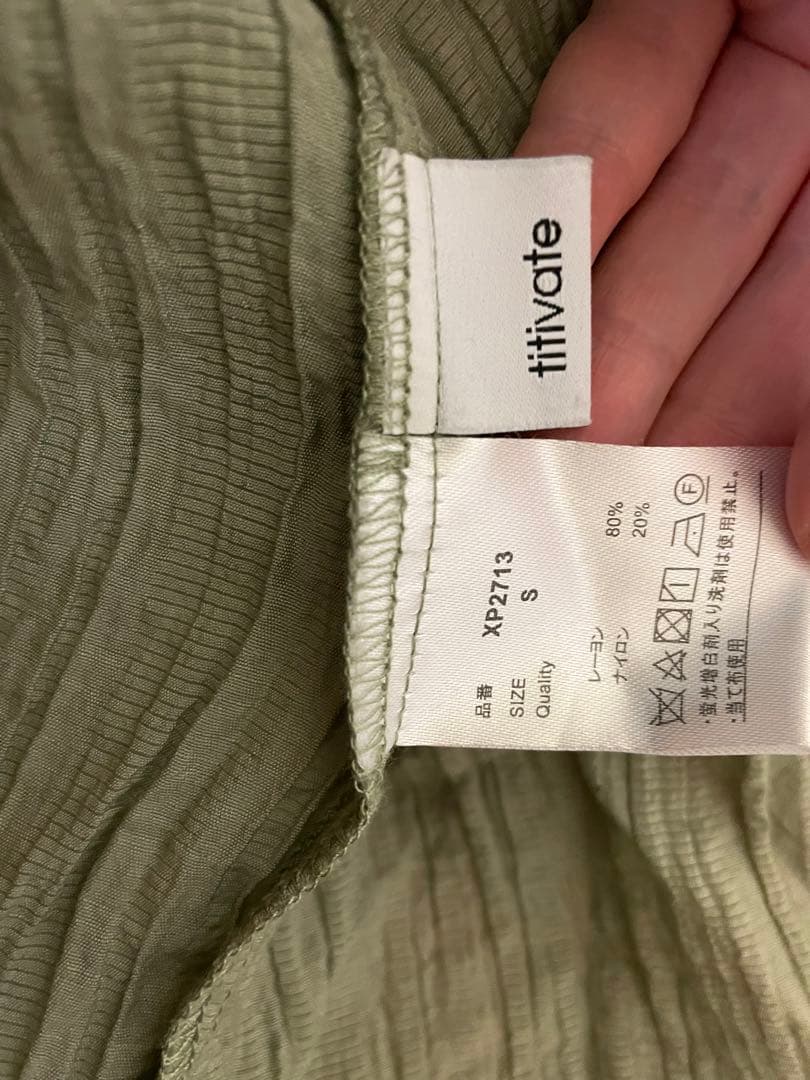 titivate
品番 XP2713
SIZE S
Quality
レーヨン 80%
ナイロン 20%
F
・蛍光増白剤入り洗剤は使用禁止。
・当て布使用